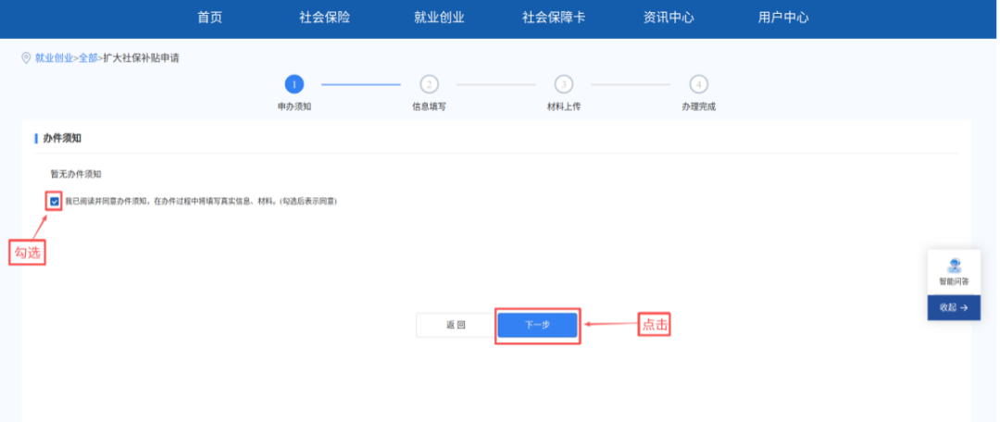 首页 社会保险 就业创业 社会保障卡 资讯中心 用户中心
就业创业>全部>扩大社保补贴申请
1 2 3 4
申办须知 信息填写 材料上传 办理完成
办件须知
暂无办件须知
我已阅读并同意办件须知，在办件过程中将填写真实信息、材料。(勾选后表示同意)
勾选
智能问答
收起 →
返回 下一步 点击